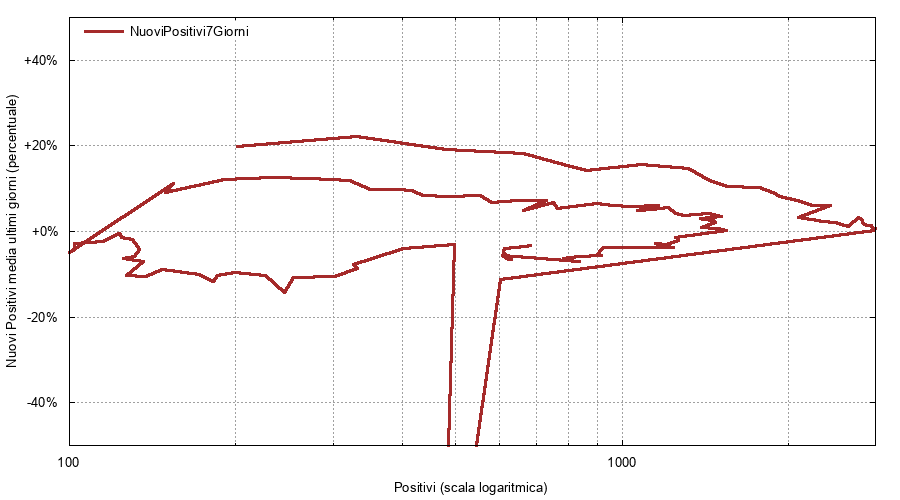 NuoviPositivi7Giorni
+40%
+20%
+0%
-20%
-40%
Nuovi Positivi media ultimi giorni (percentuale)
100
1000
Positivi (scala logaritmica)